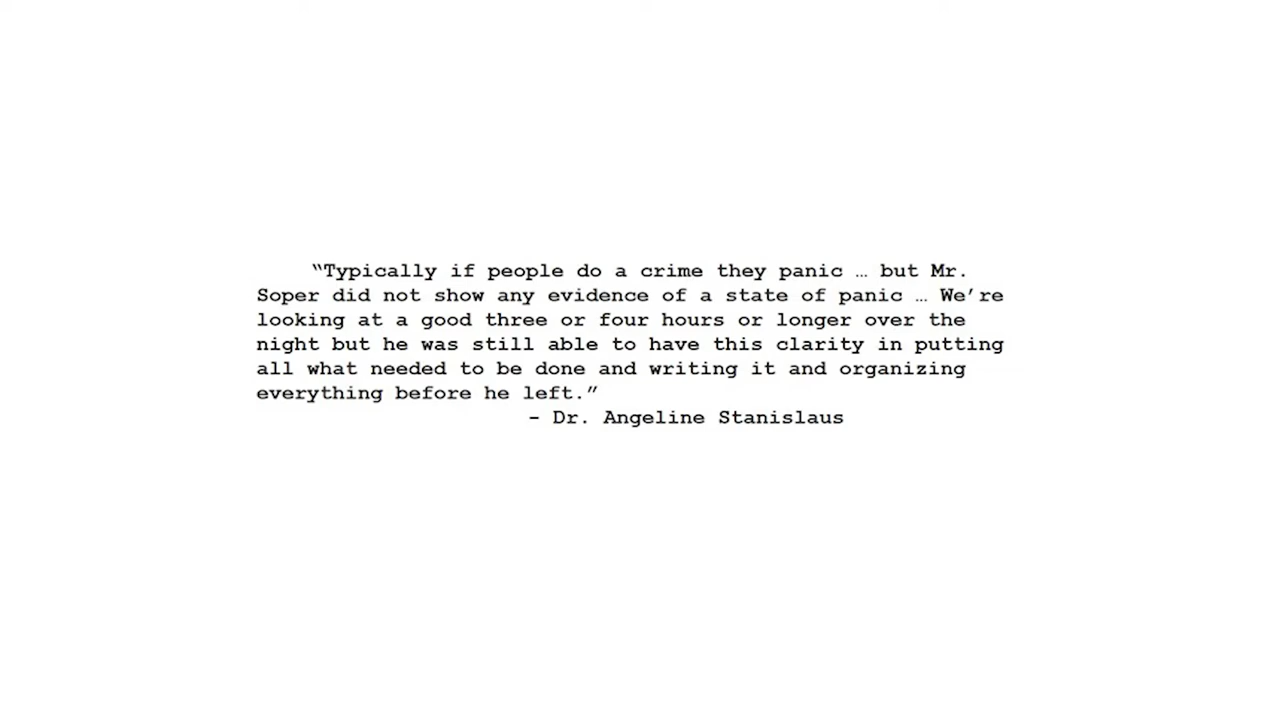 “Typically if people do a crime they panic … but Mr.
Soper did not show any evidence of a state of panic … We’re
looking at a good three or four hours or longer over the
night but he was still able to have this clarity in putting
all what needed to be done and writing it and organizing
everything before he left.”
- Dr. Angeline Stanislaus